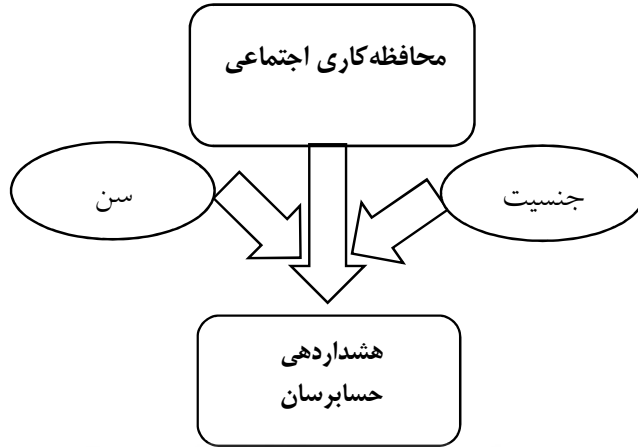 محافظه‌کاری اجتماعی
جنسیت
سن
هشداردهی
حسابرسان